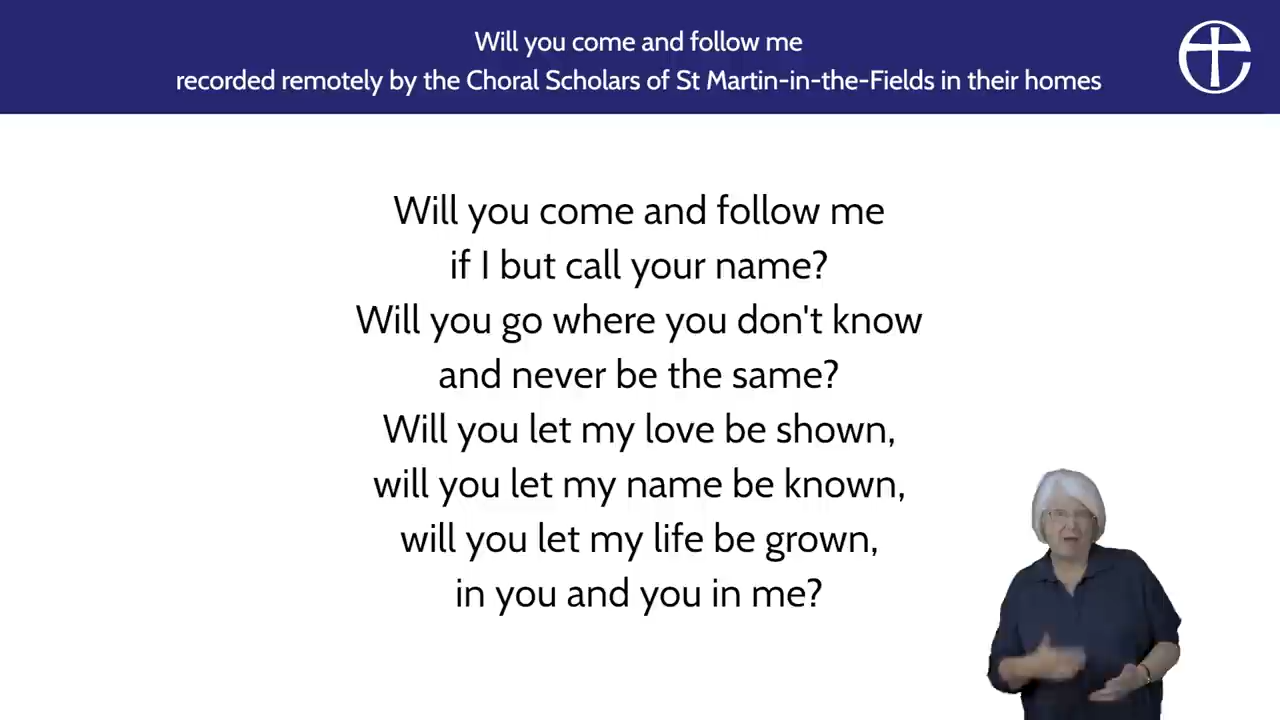 Will you come and follow me
recorded remotely by the Choral Scholars of St Martin-in-the-Fields in their homes
Will you come and follow me
if I but call your name?
Will you go where you don't know
and never be the same?
Will you let my love be shown,
will you let my name be known,
will you let my life be grown,
in you and you in me?